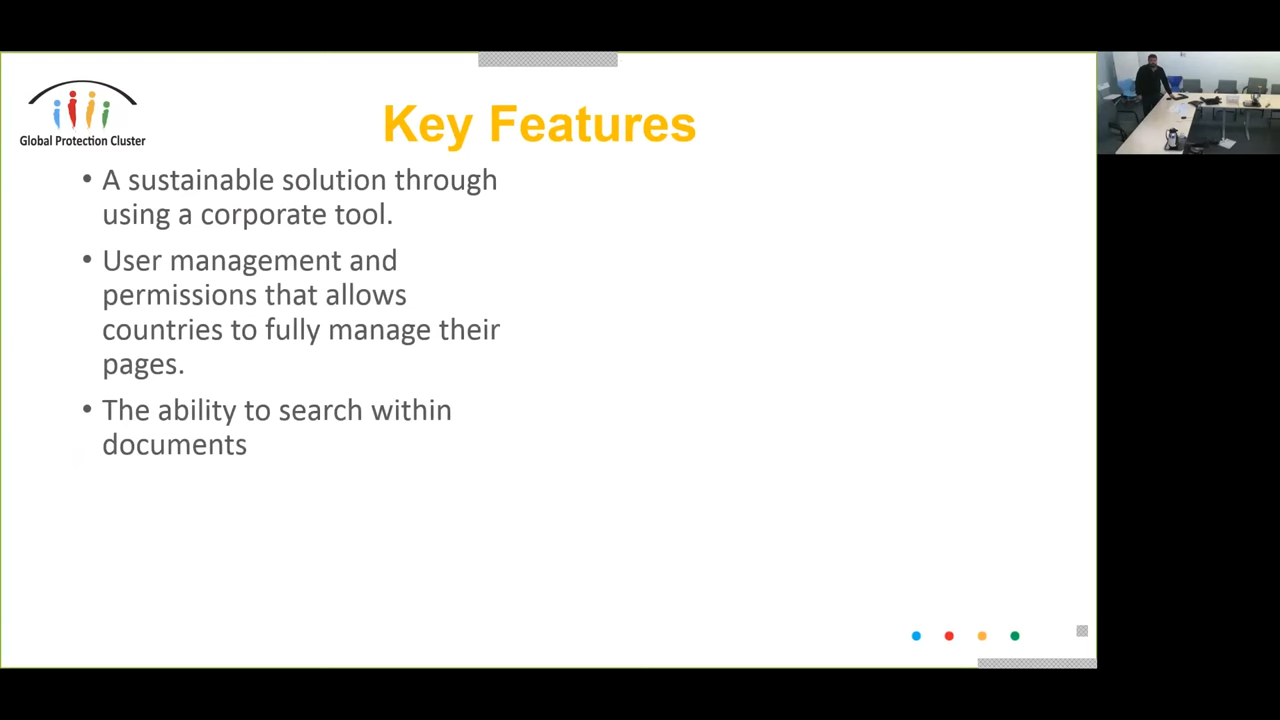 Global Protection Cluster
Key Features
• A sustainable solution through
using a corporate tool.
• User management and
permissions that allows
countries to fully manage their
pages.
• The ability to search within
documents